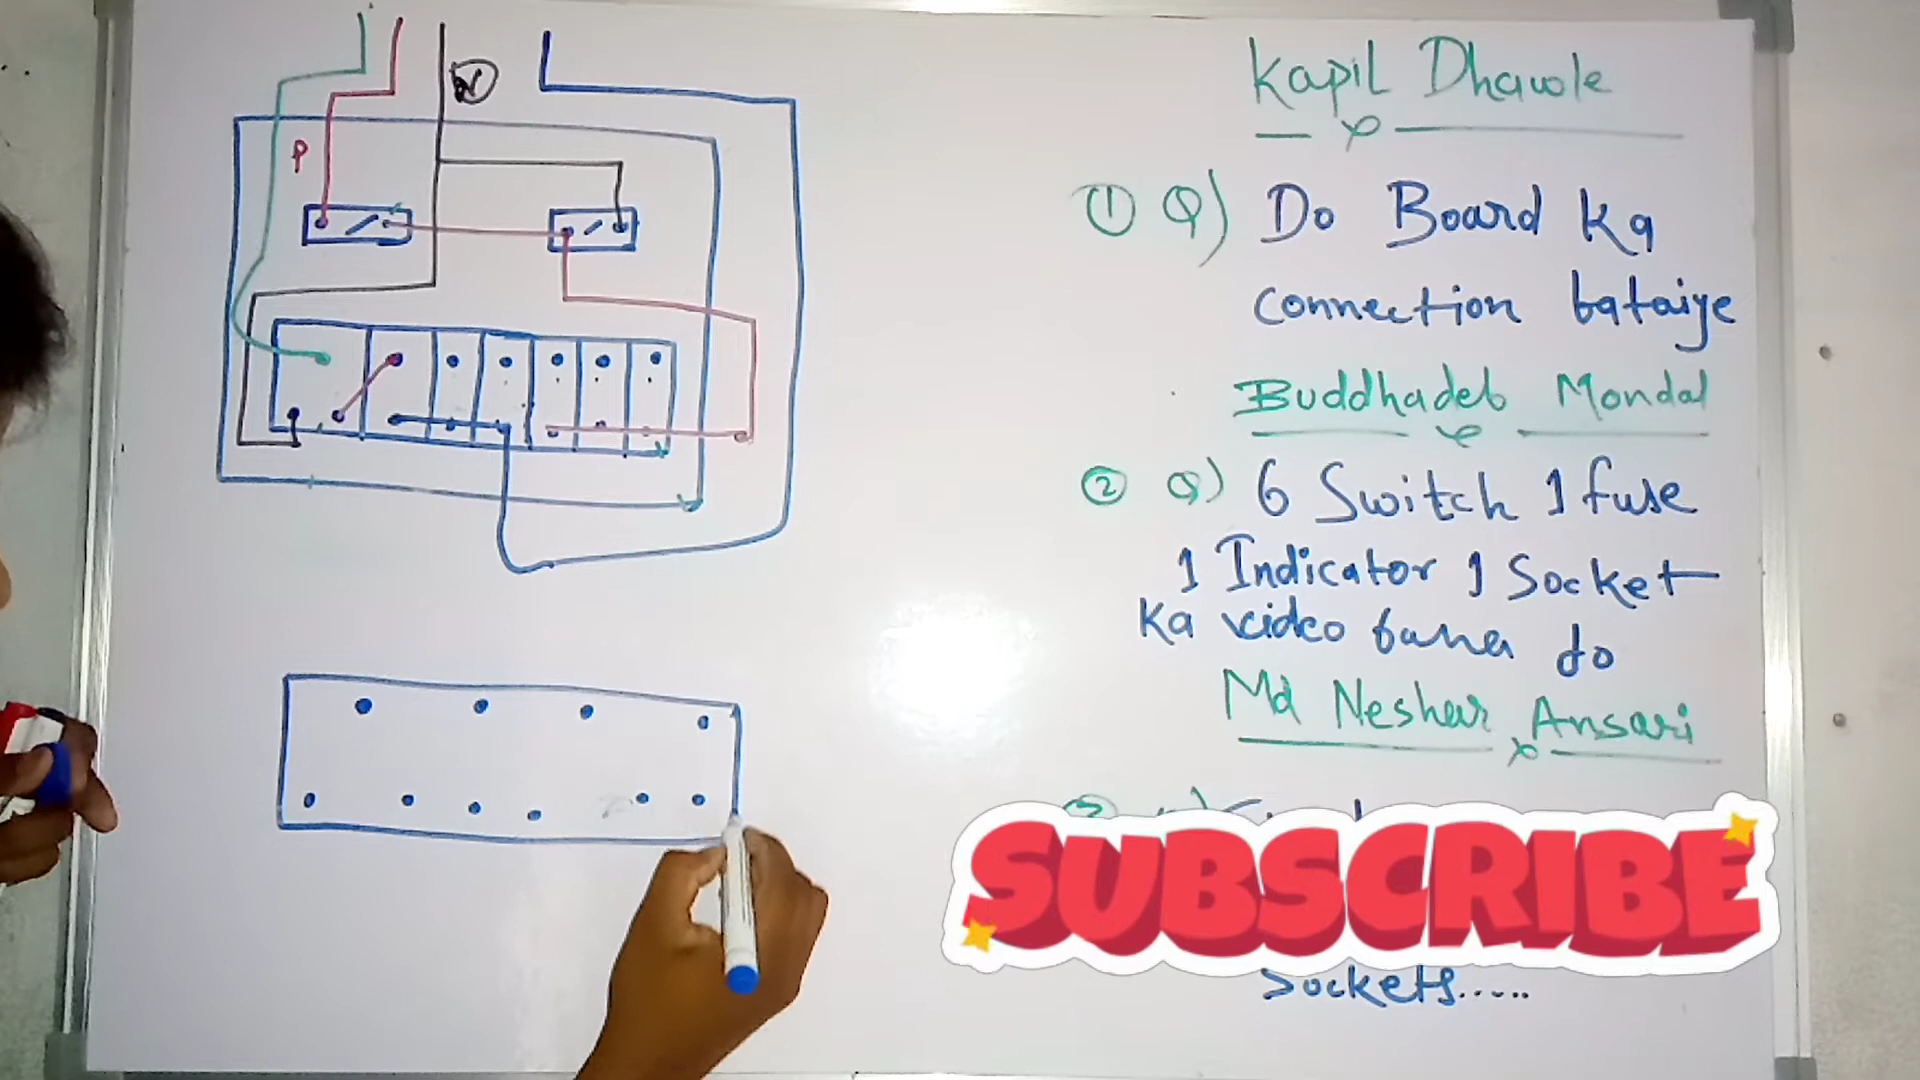 N
P
Kapil Dhawle
① Q) Do Board Ka
connection bataiye
Buddhadeb Mondal
② Q) 6 Switch 1 fuse
1 Indicator 1 Socket
Ka video bana do
Md Neshar Ansari
SUBSCRIBE
Sockets.....